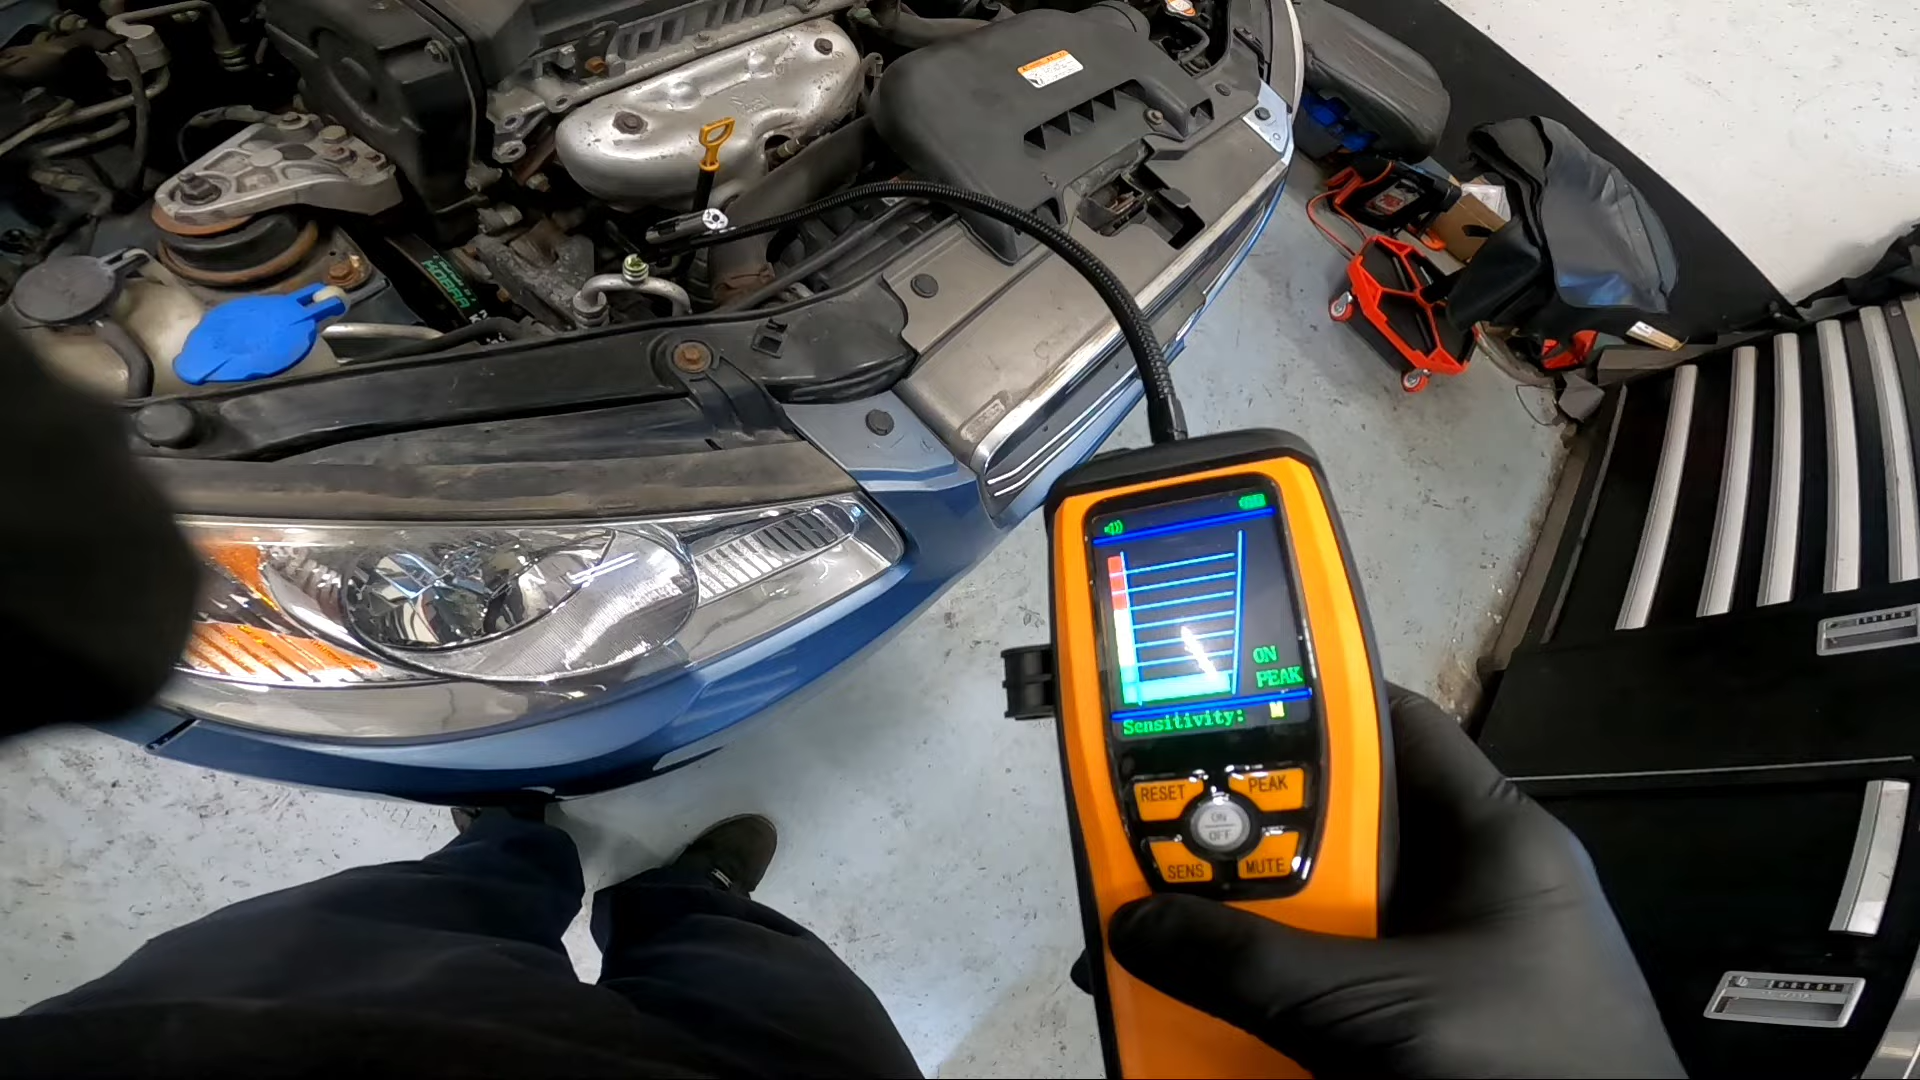 ON
PEAK
Sensitivity: M
RESET
PEAK
ON
OFF
SENS
MUTE